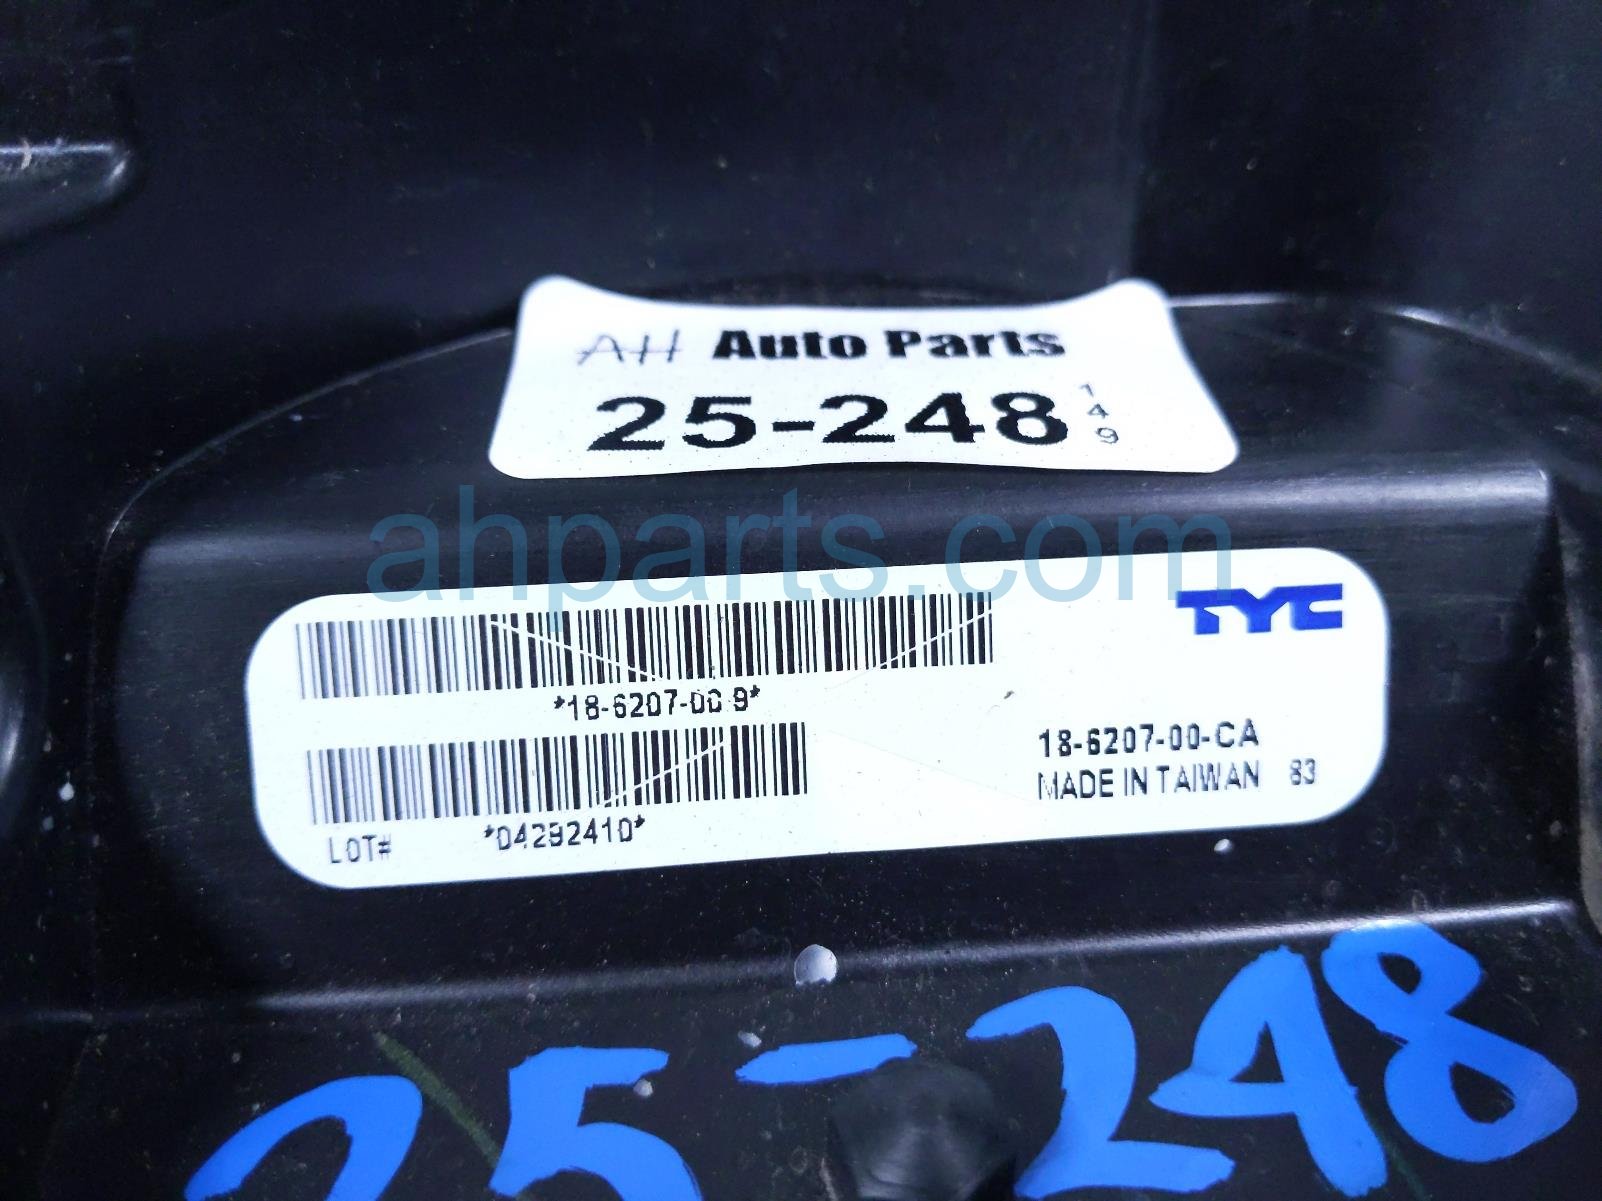 AH Auto Parts
25-248 149
ahparts.com
TYC
*18-6207-00 9*
18-6207-00-CA
MADE IN TAIWAN 83
LOT# *04292410*
25-248